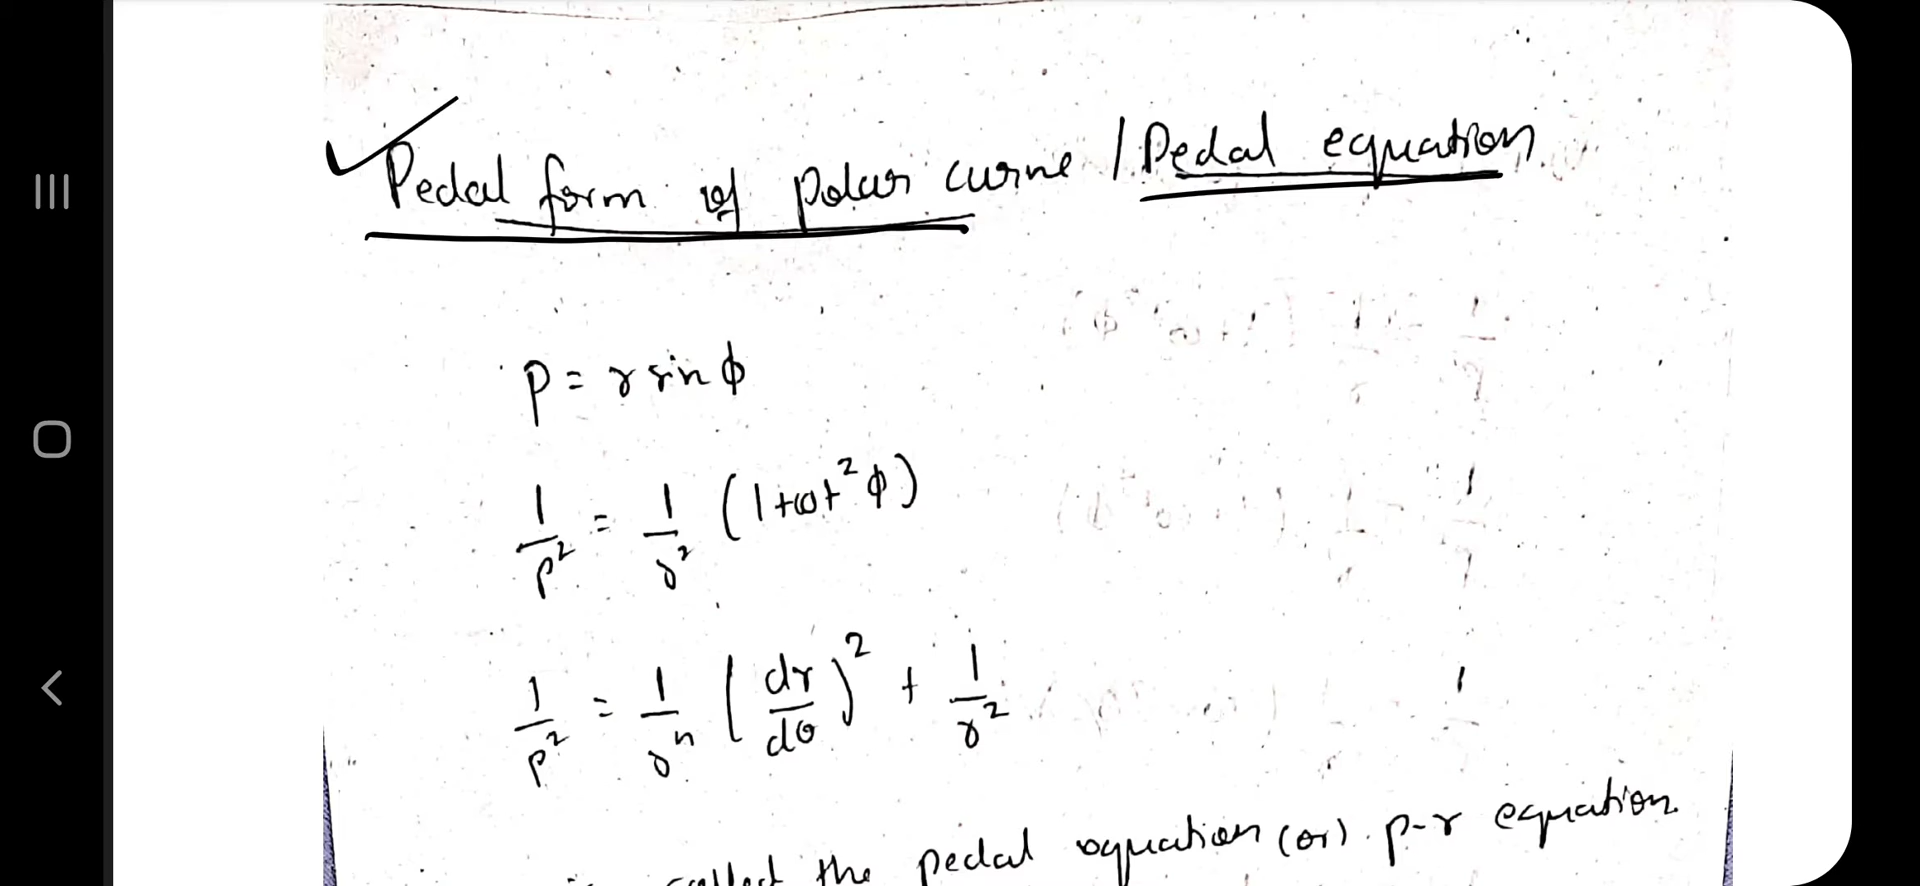 Pedal form of polar curve / Pedal equation
p = r sin ϕ
1/p² = 1/r² (1+cot² ϕ)
1/p² = 1/rⁿ (dr/dθ)² + 1/r²
called the pedal equation (or) p-r equation